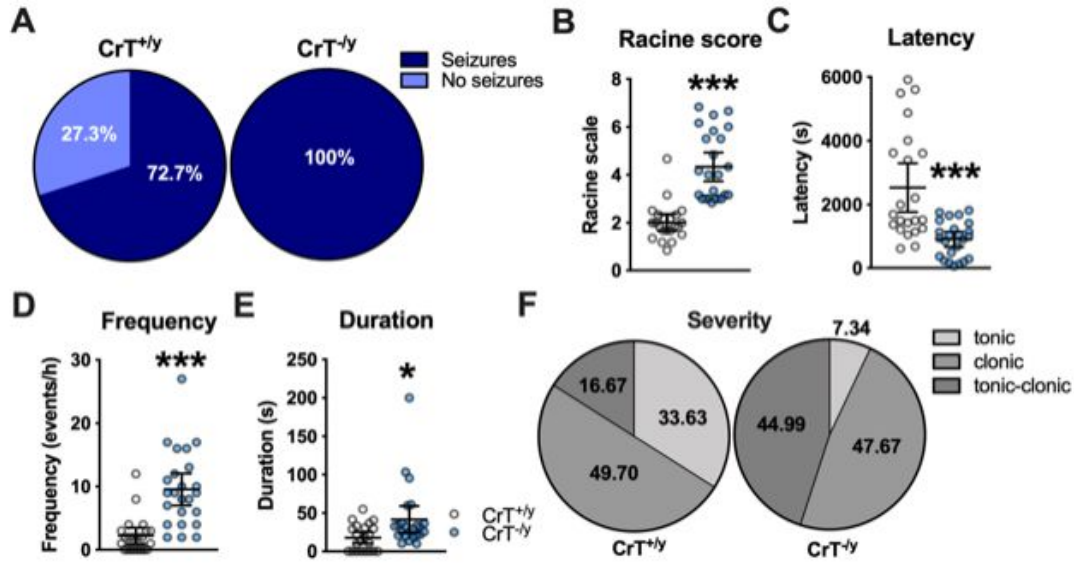 A
CrT+/y
CrT-/y
Seizures
No seizures
27.3%
72.7%
100%
B
Racine score
Racine scale
8
6
4
2
0
***
C
Latency
Latency (s)
6000
4000
2000
0
***
D
Frequency
Frequency (events/h)
30
20
10
0
***
E
Duration
Duration (s)
250
200
150
100
50
0
*
CrT+/y
CrT-/y
F
Severity
7.34
tonic
clonic
tonic-clonic
16.67
33.63
49.70
44.99
47.67
CrT+/y
CrT-/y